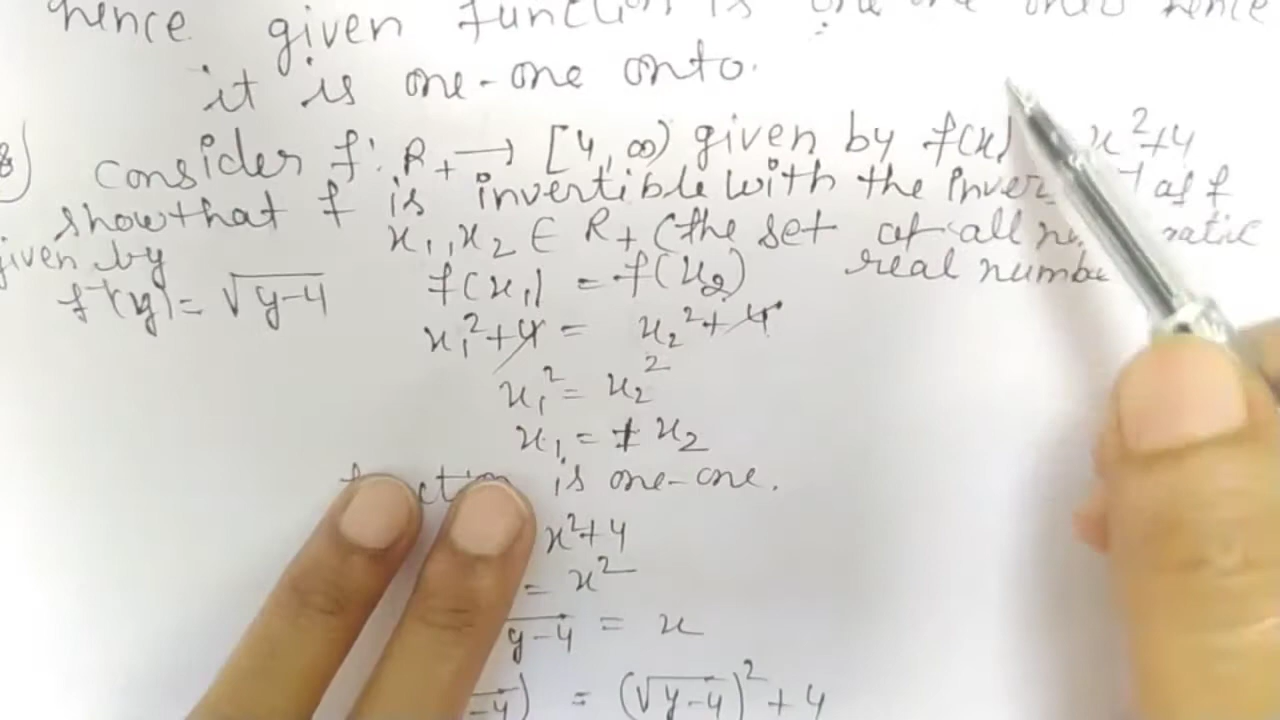 hence given function is one one onto hence
it is one-one onto.
8) consider f: R+ → [4, ∞) given by f(x) x²+4
show that f is invertible with the inver of f
given by x₁, x₂ ∈ R+ (the set of all
f⁻¹(y) = √y-4 f(x₁) = f(x₂) real numbe
x₁²+4 = x₂²+4
x₁² = x₂²
x₁ = ± x₂
is one-one.
x²+4
= x²
y-4 = x
-4) = (√y-4)² + 4